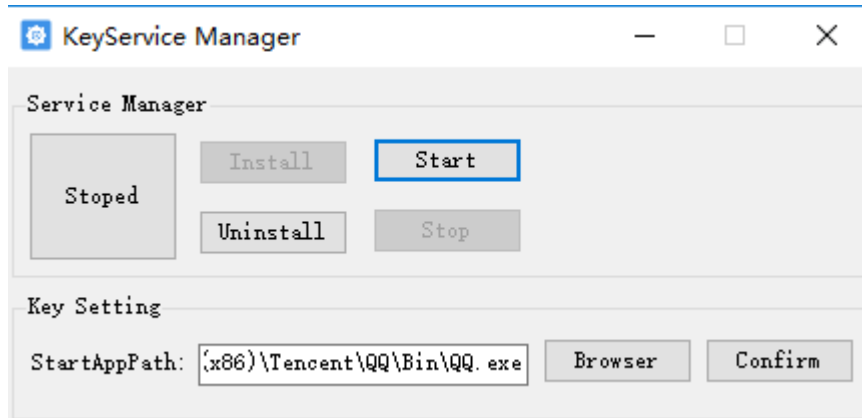 KeyService Manager
Service Manager
Stoped
Install
Start
Uninstall
Stop
Key Setting
StartAppPath: (x86)\Tencent\QQ\Bin\QQ.exe Browser Confirm